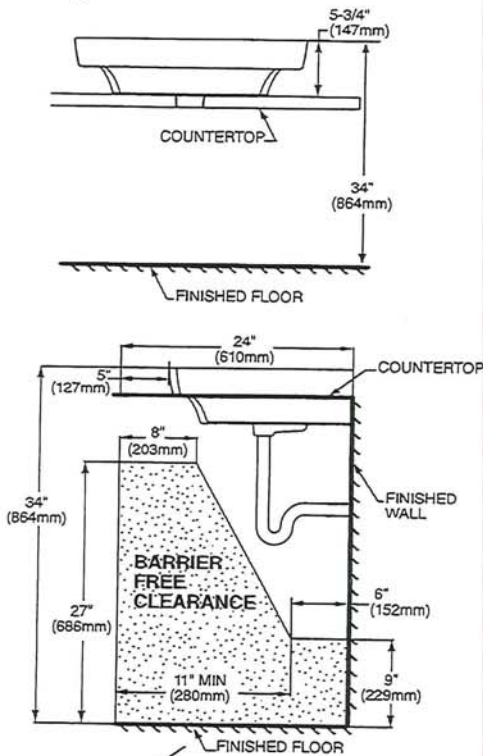 5-3/4"
(147mm)
COUNTERTOP
34"
(864mm)
FINISHED FLOOR
24"
(610mm)
COUNTERTOP
5"
(127mm)
8"
(203mm)
34"
(864mm)
FINISHED
WALL
BARRIER
FREE
CLEARANCE
27"
(686mm)
6"
(152mm)
11" MIN
(280mm)
9"
(229mm)
FINISHED FLOOR